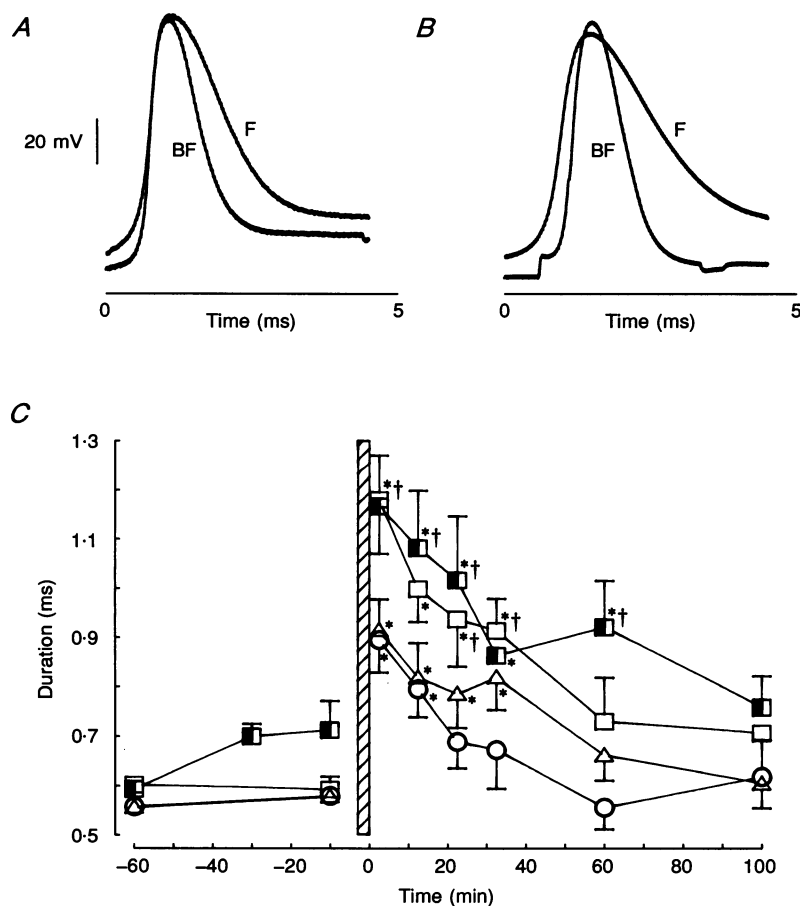 A
B
20 mV
F
BF
F
BF
0
5
Time (ms)
0
5
Time (ms)
C
1·3
1·1
0·9
0·7
0·5
Duration (ms)
*†
*†
*†
*
*†
*†
*
*†
*
*
*
*
*
*
*
−60
−40
−20
0
20
40
60
80
100
Time (min)